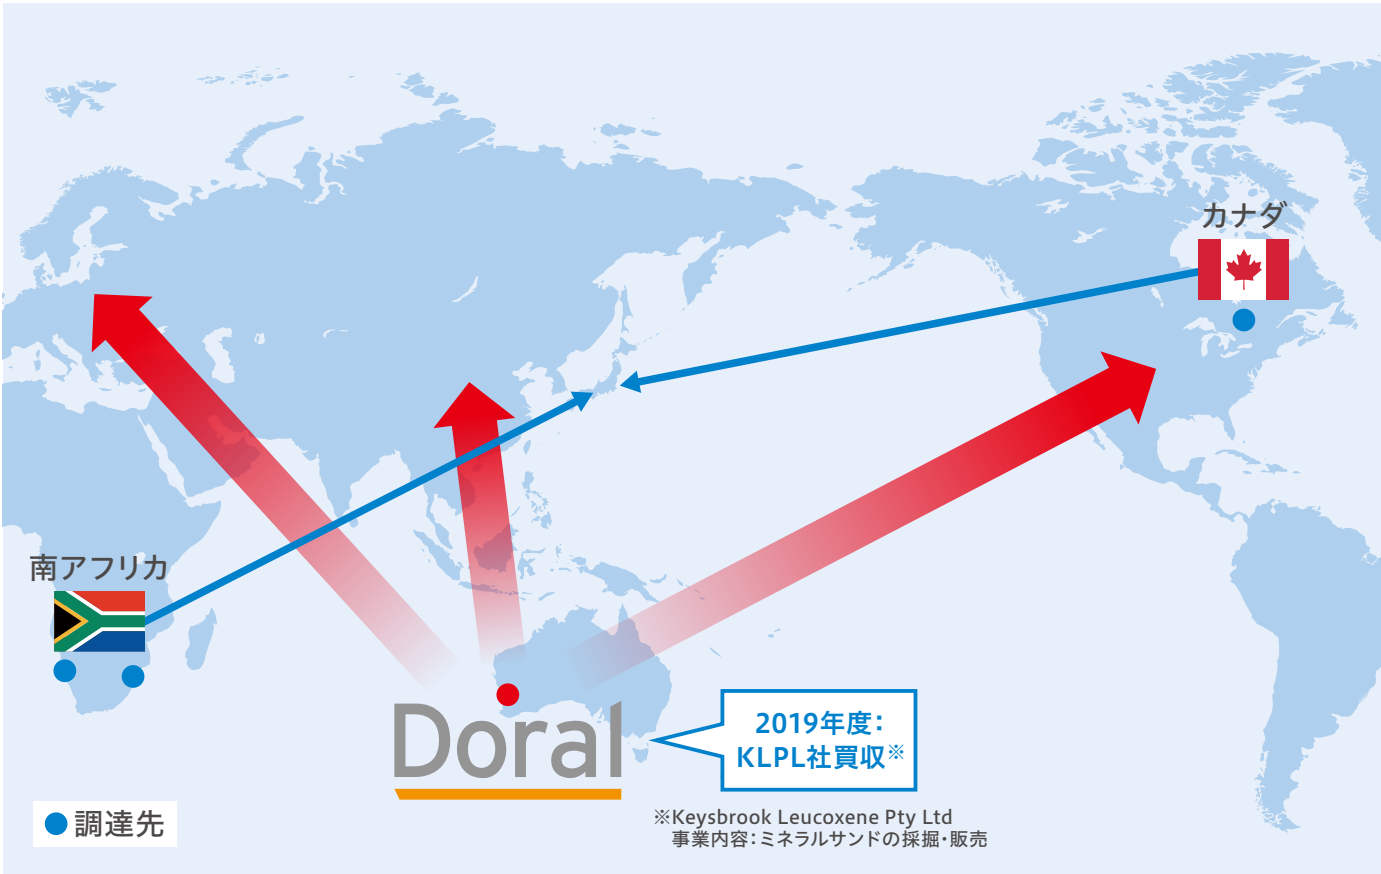 カナダ
南アフリカ
Doral
2019年度：
KLPL社買収※
※Keysbrook Leucoxene Pty Ltd
事業内容：ミネラルサンドの採掘・販売
調達先